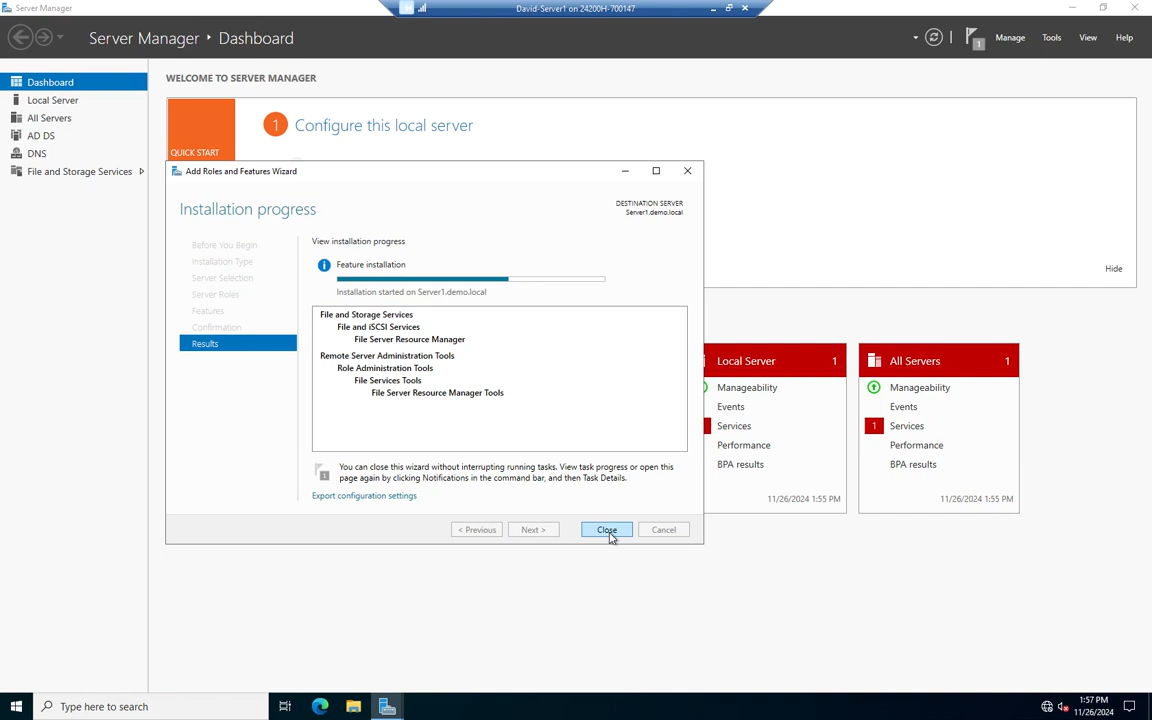 Server Manager
David-Server1 on 24200H-700147
Server Manager • Dashboard
1
Manage
Tools
View
Help
Dashboard
Local Server
All Servers
AD DS
DNS
File and Storage Services
WELCOME TO SERVER MANAGER
1 Configure this local server
QUICK START
Hide
Add Roles and Features Wizard
Installation progress
DESTINATION SERVER
Server1.demo.local
Before You Begin
Installation Type
Server Selection
Server Roles
Features
Confirmation
Results
View installation progress
Feature installation
Installation started on Server1.demo.local
File and Storage Services
File and iSCSI Services
File Server Resource Manager
Remote Server Administration Tools
Role Administration Tools
File Services Tools
File Server Resource Manager Tools
1
You can close this wizard without interrupting running tasks. View task progress or open this
page again by clicking Notifications in the command bar, and then Task Details.
Export configuration settings
< Previous
Next >
Close
Cancel
Local Server 1
Manageability
Events
Services
Performance
BPA results
11/26/2024 1:55 PM
All Servers 1
Manageability
Events
1 Services
Performance
BPA results
11/26/2024 1:55 PM
Type here to search
1:57 PM
11/26/2024